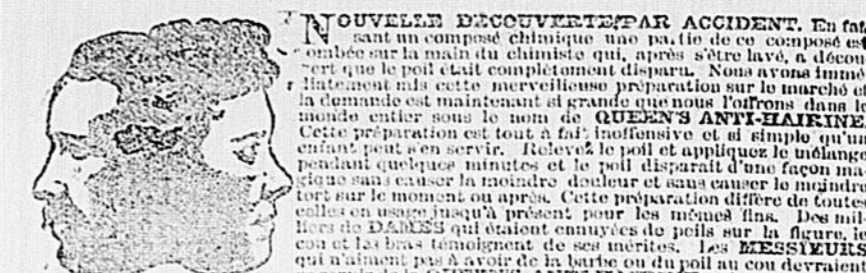 NOUVELLE DECOUVERTE PAR ACCIDENT. En fai
sant un composé chimique une partie de ce composé est
ombée sur la main du chimiste qui, après s'être lavé, a décou
vert que le poil était complètement disparu. Nous avons immé
diatement mis cette merveilleuse préparation sur le marché et
la demande est maintenant si grande que nous l'offrons dans le
monde entier sous le nom de QUEEN'S ANTI-HAIRINE.
Cette préparation est tout à fait inoffensive et si simple qu'un
enfant peut s'en servir. Relevez le poil et appliquez le mélange
pendant quelques minutes et le poil disparait d'une façon ma-
gique sans causer la moindre douleur et sans causer le moindre
tort sur le moment ou après. Cette préparation diffère de toutes
celles en usage jusqu'à présent pour les mêmes fins. Des mil-
liers de DAMES qui étaient ennuyées de poils sur la figure, le
cou et les bras témoignent de ses mérites. Les MESSIEURS
qui n'aiment pas à avoir de la barbe ou du poil au cou devraient